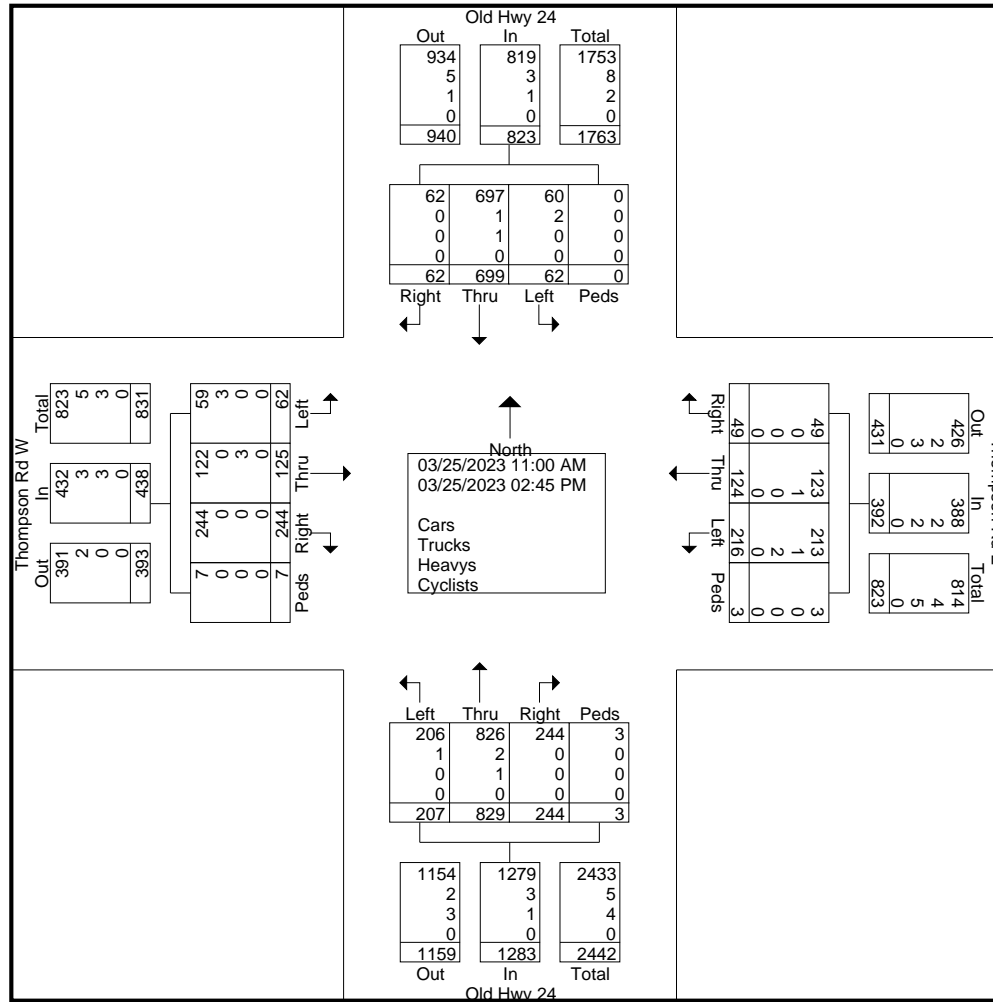 Old Hwy 24
Out In Total
934 819 1753
5 3 8
1 1 2
0 0 0
940 823 1763
62 697 60 0
0 1 2 0
0 1 0 0
0 0 0 0
62 699 62 0
Right Thru Left Peds
Thompson Rd W
Total
823
5
3
0
831
In
432
3
3
0
438
Out
391
2
0
0
393
Left
59
3
0
0
62
Thru
122
0
3
0
125
Right
244
0
0
0
244
Peds
7
0
0
0
7
North
03/25/2023 11:00 AM
03/25/2023 02:45 PM
Cars
Trucks
Heavys
Cyclists
Right
49
0
0
0
49
Thru
123
1
0
0
124
Left
213
1
2
0
216
Peds
3
0
0
0
3
Out
426
2
3
0
431
In
388
2
2
0
392
Total
814
4
5
0
823
Left Thru Right Peds
206 826 244 3
1 2 0 0
0 1 0 0
0 0 0 0
207 829 244 3
1154 1279 2433
2 3 5
3 1 4
0 0 0
1159 1283 2442
Out In Total
Old Hwy 24